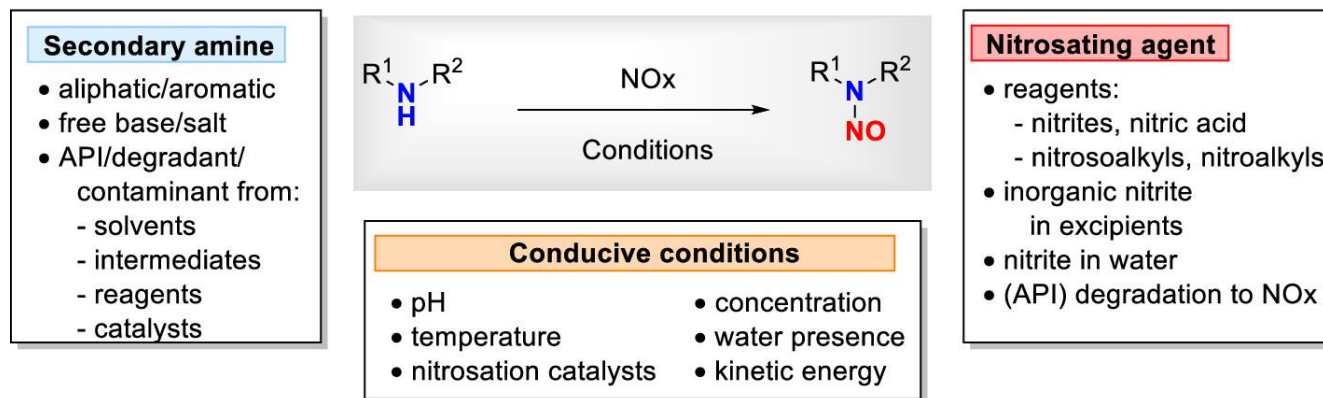 Secondary amine
• aliphatic/aromatic
• free base/salt
• API/degradant/
contaminant from:
- solvents
- intermediates
- reagents
- catalysts
R1 R2
N
H
NOx
Conditions
R1 R2
N
NO
Conducive conditions
• pH
• temperature
• nitrosation catalysts
• concentration
• water presence
• kinetic energy
Nitrosating agent
• reagents:
- nitrites, nitric acid
- nitrosoalkyls, nitroalkyls
• inorganic nitrite
in excipients
• nitrite in water
• (API) degradation to NOx